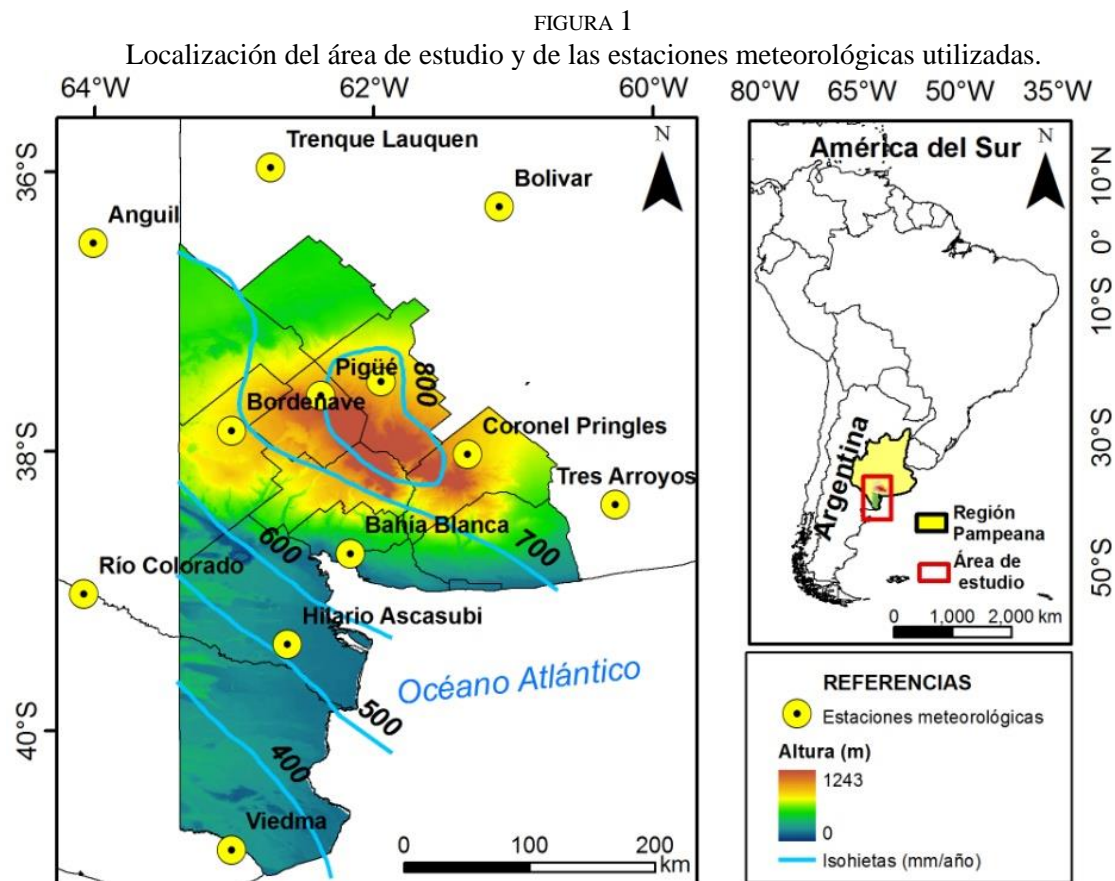 FIGURA 1
Localización del área de estudio y de las estaciones meteorológicas utilizadas.
64°W 62°W 60°W
80°W 65°W 50°W 35°W
36°S
38°S
40°S
N
Trenque Lauquen
Bolivar
Anguil
Pigüé
800
Bordenave
Coronel Pringles
Tres Arroyos
Bahía Blanca
700
600
Río Colorado
Hilario Ascasubi
Océano Atlántico
500
400
Viedma
0 100 200
km
América del Sur
N
10°N
0°
10°S
50°S
Argentina
Región
Pampeana
Área de
estudio
0 1,000 2,000 km
REFERENCIAS
Estaciones meteorológicas
Altura (m)
1243
0
Isohietas (mm/año)